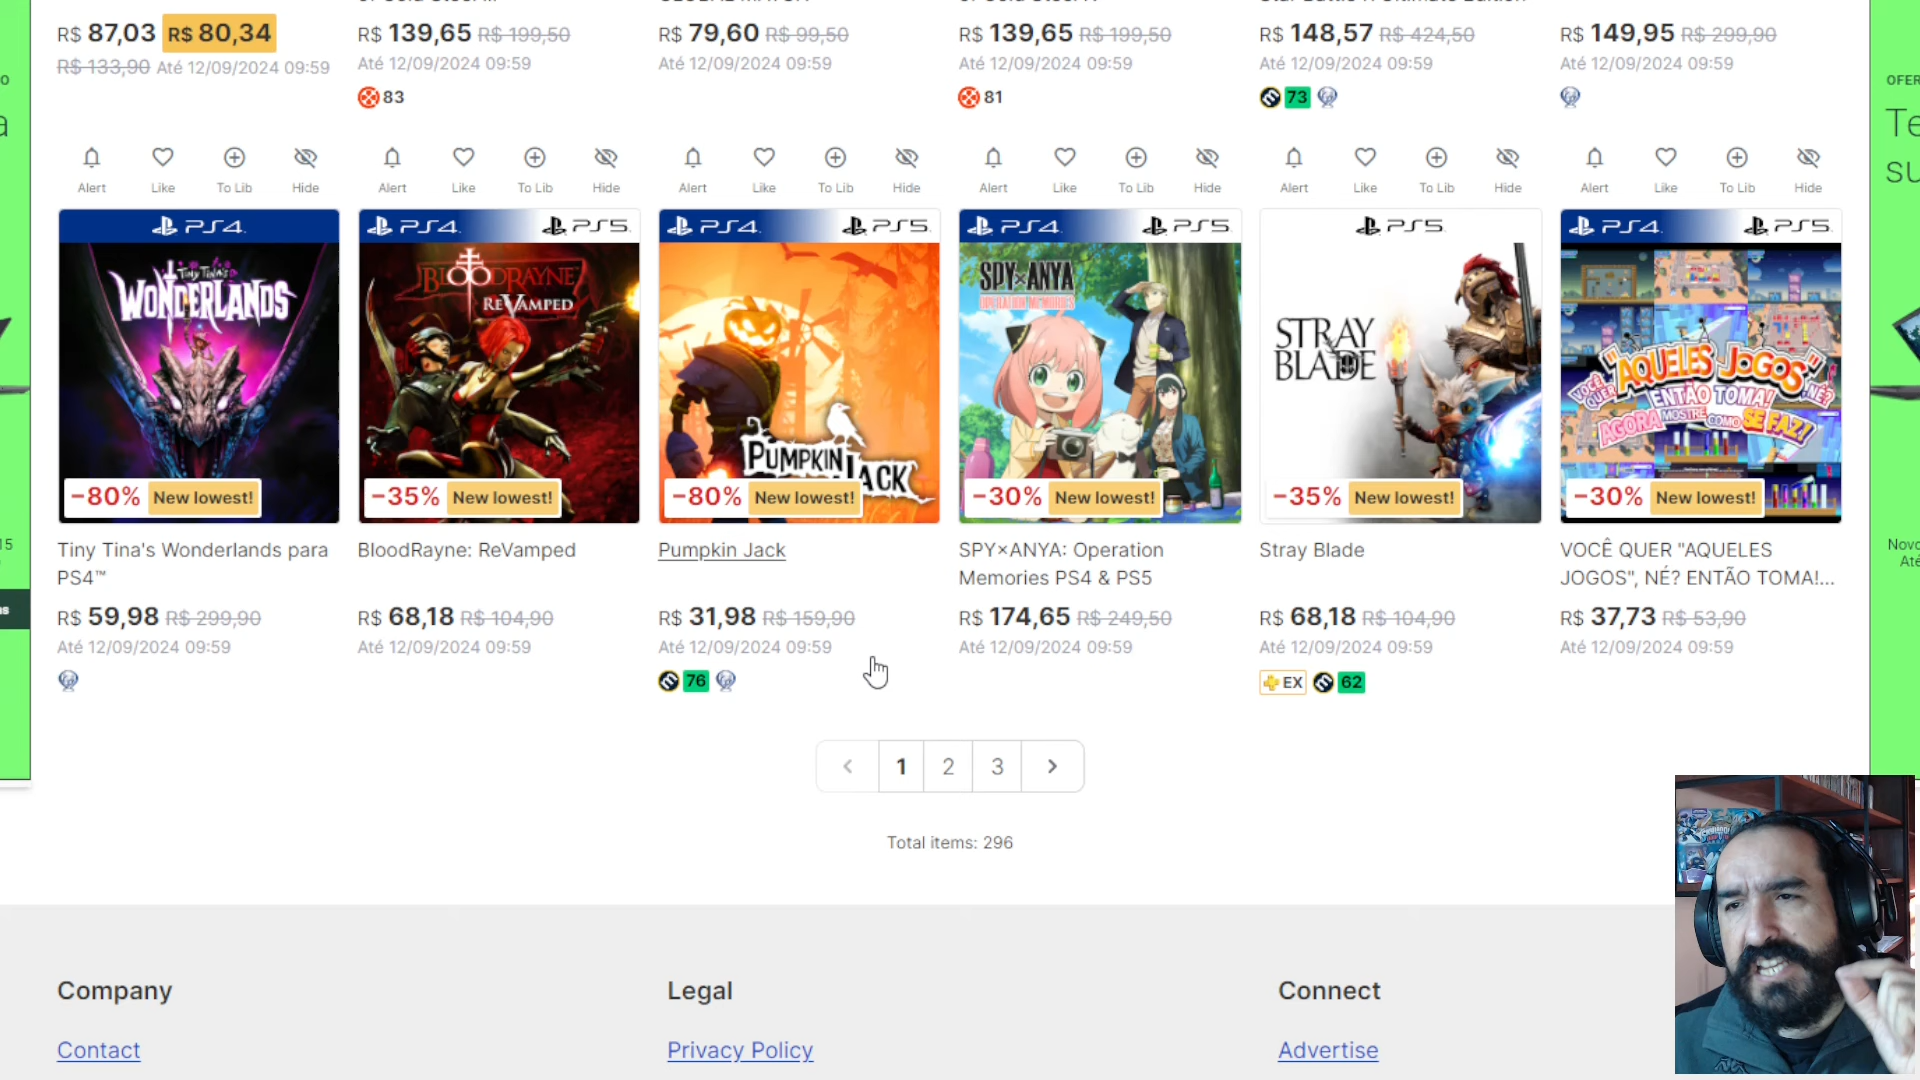 R$ 87,03 R$ 80,34
R$ 133,90 Até 12/09/2024 09:59
R$ 139,65 R$ 199,50
Até 12/09/2024 09:59
83
R$ 79,60 R$ 99,50
Até 12/09/2024 09:59
R$ 139,65 R$ 199,50
Até 12/09/2024 09:59
81
R$ 148,57 R$ 424,50
Até 12/09/2024 09:59
73
R$ 149,95 R$ 299,90
Até 12/09/2024 09:59
Alert Like To Lib Hide
Alert Like To Lib Hide
Alert Like To Lib Hide
Alert Like To Lib Hide
Alert Like To Lib Hide
Alert Like To Lib Hide
PS4
Tiny Tina's
WONDERLANDS
-80% New lowest!
Tiny Tina's Wonderlands para
PS4™
R$ 59,98 R$ 299,90
Até 12/09/2024 09:59
PS4 PS5
BLOODRAYNE
REVAMPED
-35% New lowest!
BloodRayne: ReVamped
R$ 68,18 R$ 104,90
Até 12/09/2024 09:59
PS4 PS5
PUMPKIN JACK
-80% New lowest!
Pumpkin Jack
R$ 31,98 R$ 159,90
Até 12/09/2024 09:59
76
PS4 PS5
SPY×ANYA
OPERATION MEMORIES
-30% New lowest!
SPY×ANYA: Operation
Memories PS4 & PS5
R$ 174,65 R$ 249,50
Até 12/09/2024 09:59
PS5
STRAY
BLADE
-35% New lowest!
Stray Blade
R$ 68,18 R$ 104,90
Até 12/09/2024 09:59
EX 62
PS4 PS5
VOCÊ QUER "AQUELES JOGOS" NÉ?
ENTÃO TOMA!
AGORA MOSTRE COMO SE FAZ!
-30% New lowest!
VOCÊ QUER "AQUELES
JOGOS", NÉ? ENTÃO TOMA!...
R$ 37,73 R$ 53,90
Até 12/09/2024 09:59
1 2 3
Total items: 296
Company
Contact
Legal
Privacy Policy
Connect
Advertise